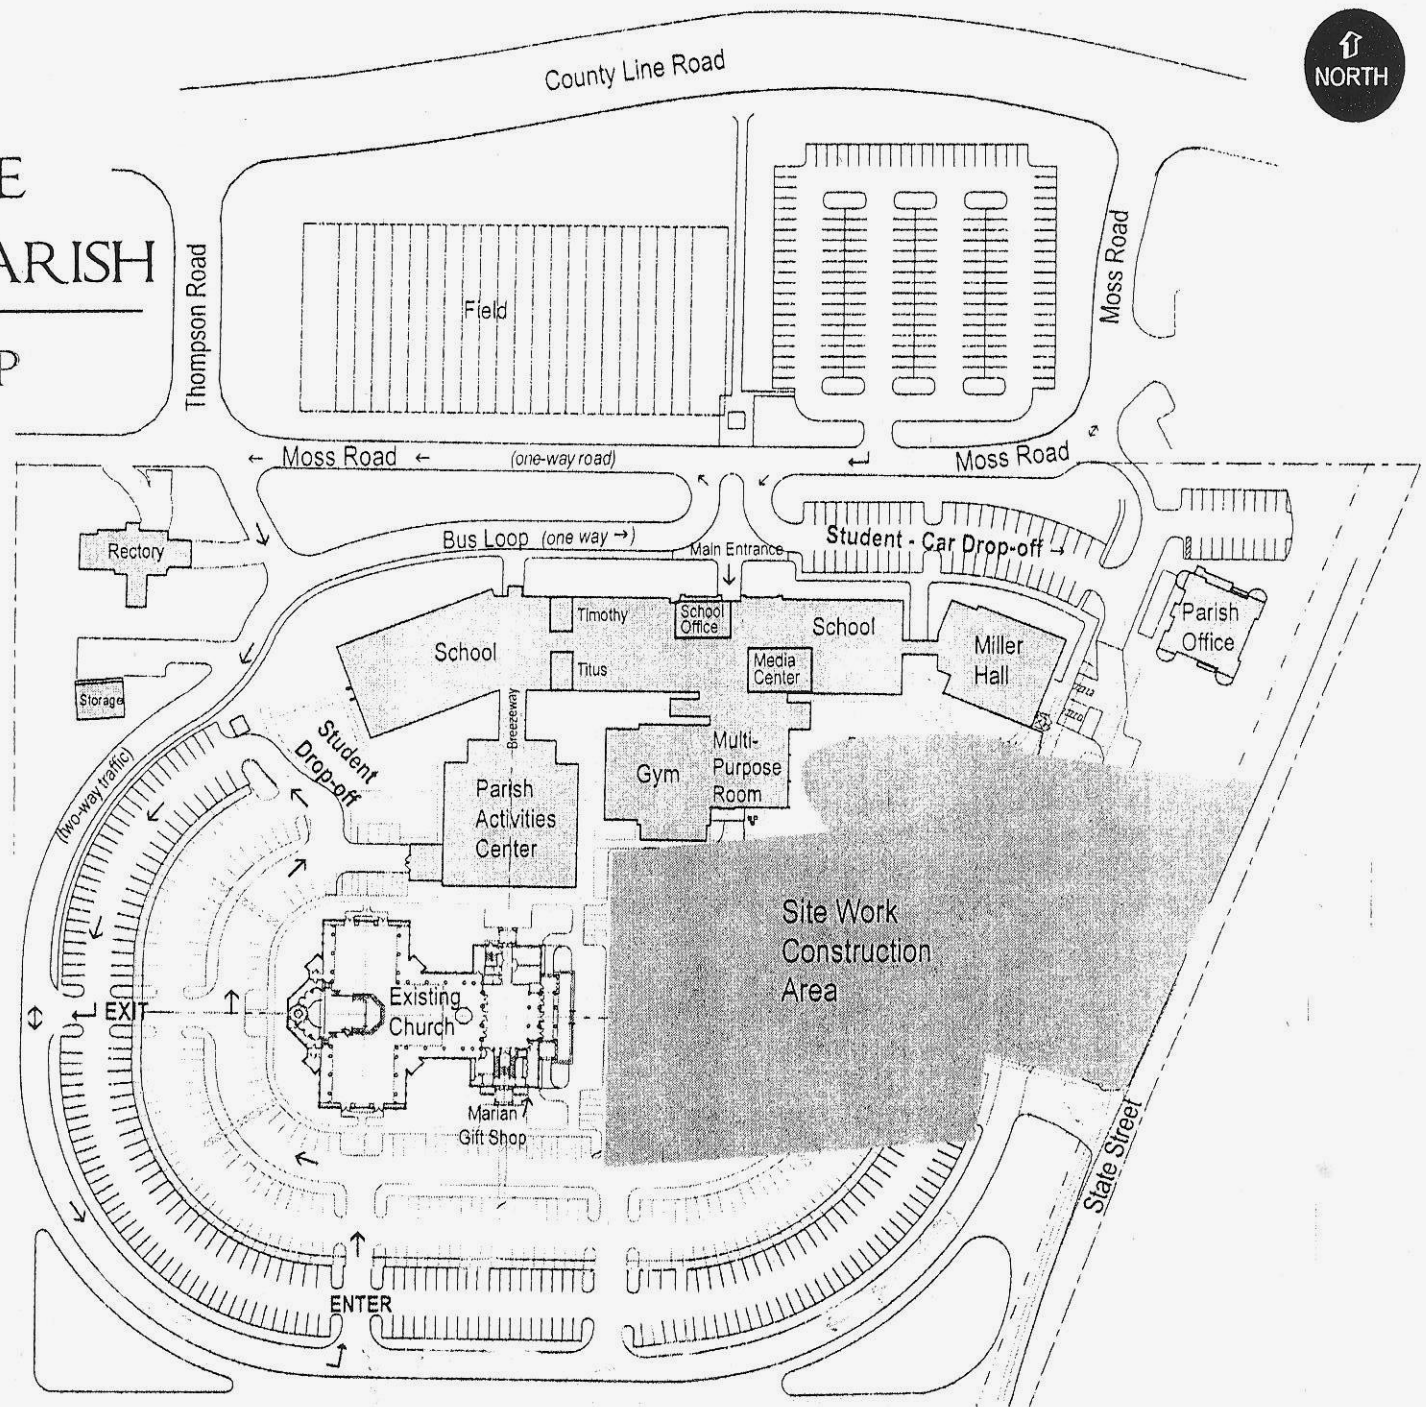 NORTH
County Line Road
E
ARISH
P
Thompson Road
Moss Road
Field
← Moss Road ←
(one-way road)
Moss Road
Rectory
Bus Loop (one way →)
Main Entrance
Student - Car Drop-off →
Timothy
School
Office
School
Parish
Office
School
Titus
Media
Center
Miller
Hall
Storage
Breezeway
Student
Drop-off
(two-way traffic)
Gym
Multi-
Purpose
Room
Parish
Activities
Center
Site Work
Construction
Area
EXIT
Existing
Church
Marian
Gift Shop
State Street
ENTER